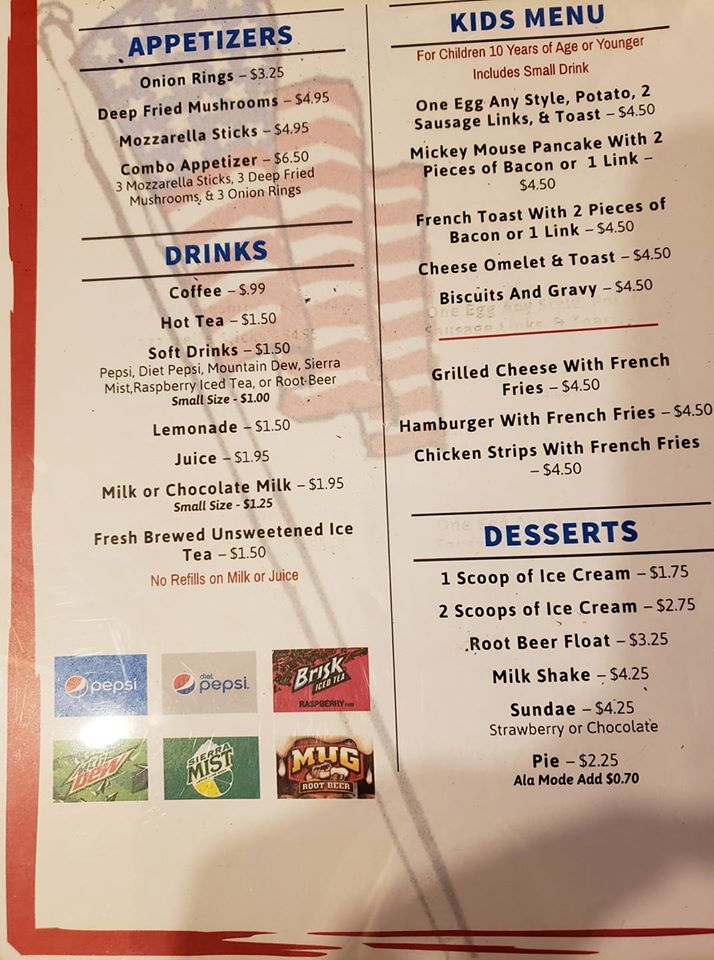 APPETIZERS
Onion Rings – $3.25
Deep Fried Mushrooms – $4.95
Mozzarella Sticks – $4.95
Combo Appetizer – $6.50
3 Mozzarella Sticks, 3 Deep Fried
Mushrooms, & 3 Onion Rings
DRINKS
Coffee – $.99
Hot Tea – $1.50
Soft Drinks – $1.50
Pepsi, Diet Pepsi, Mountain Dew, Sierra
Mist,Raspberry Iced Tea, or Root Beer
Small Size - $1.00
Lemonade – $1.50
Juice – $1.95
Milk or Chocolate Milk – $1.95
Small Size - $1.25
Fresh Brewed Unsweetened Ice
Tea – $1.50
No Refills on Milk or Juice
pepsi
diet
pepsi.
Brisk
ICED TEA
RASPBERRY
Dew
SIERRA
MIST
MUG
ROOT BEER
KIDS MENU
For Children 10 Years of Age or Younger
Includes Small Drink
One Egg Any Style, Potato, 2
Sausage Links, & Toast – $4.50
Mickey Mouse Pancake With 2
Pieces of Bacon or 1 Link –
$4.50
French Toast With 2 Pieces of
Bacon or 1 Link – $4.50
Cheese Omelet & Toast – $4.50
Biscuits And Gravy – $4.50
Grilled Cheese With French
Fries – $4.50
Hamburger With French Fries – $4.50
Chicken Strips With French Fries
– $4.50
DESSERTS
1 Scoop of Ice Cream – $1.75
2 Scoops of Ice Cream – $2.75
Root Beer Float – $3.25
Milk Shake – $4.25
Sundae – $4.25
Strawberry or Chocolate
Pie – $2.25
Ala Mode Add $0.70